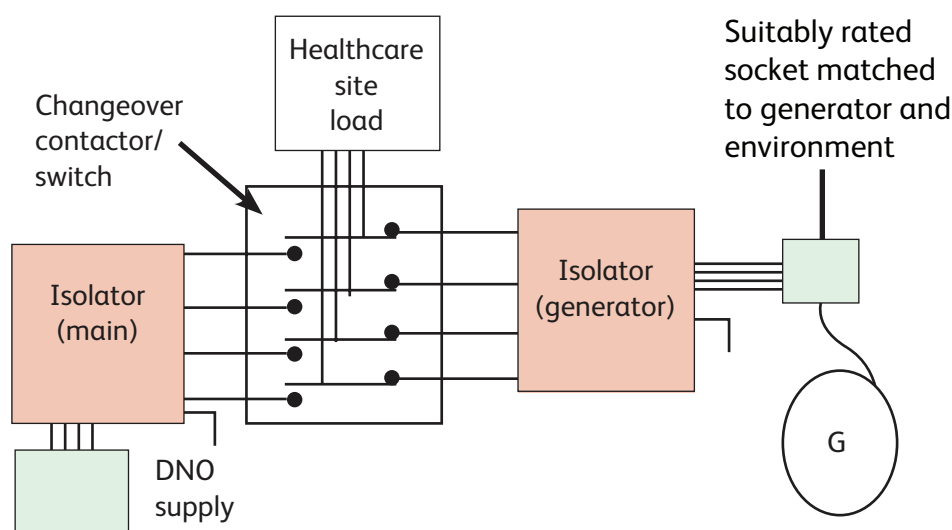 Healthcare
site
load
Suitably rated
socket matched
to generator and
environment
Changeover
contactor/
switch
Isolator
(main)
Isolator
(generator)
DNO
supply
G